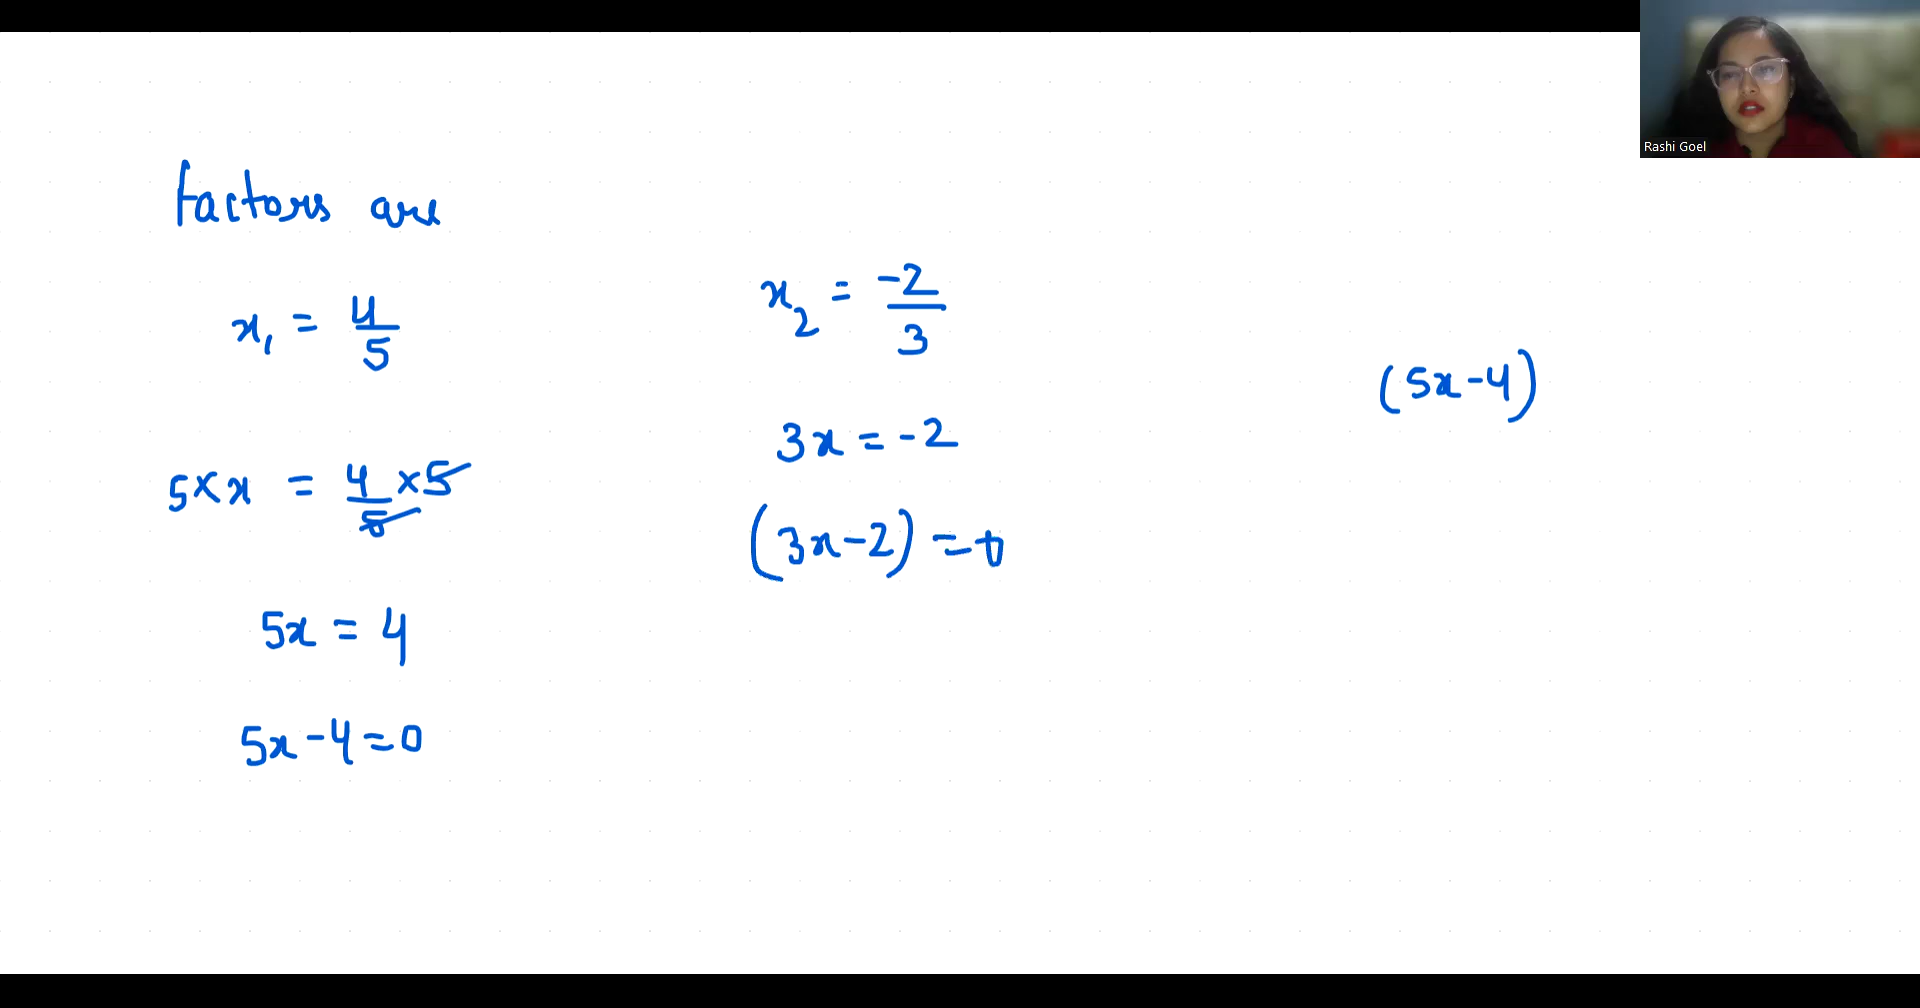 factors are
x₁ = 4/5
5×x = 4/5 ×5
5x = 4
5x-4=0
x₂ = -2/3
3x = -2
(3x-2) = 0
(5x-4)
Rashi Goel